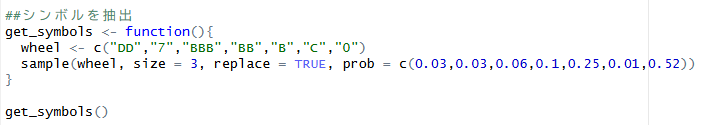 ##シンボルを抽出
get_symbols <- function(){
  wheel <- c("DD","7","BBB","BB","B","C","0")
  sample(wheel, size = 3, replace = TRUE, prob = c(0.03,0.03,0.06,0.1,0.25,0.01,0.52))
}
get_symbols()